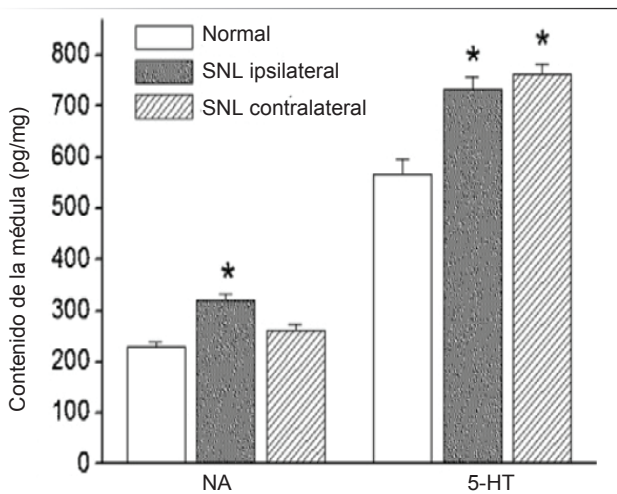 Normal
SNL ipsilateral
SNL contralateral
Contenido de la médula (pg/mg)
800
700
600
500
400
300
200
100
0
*
*
*
NA
5-HT